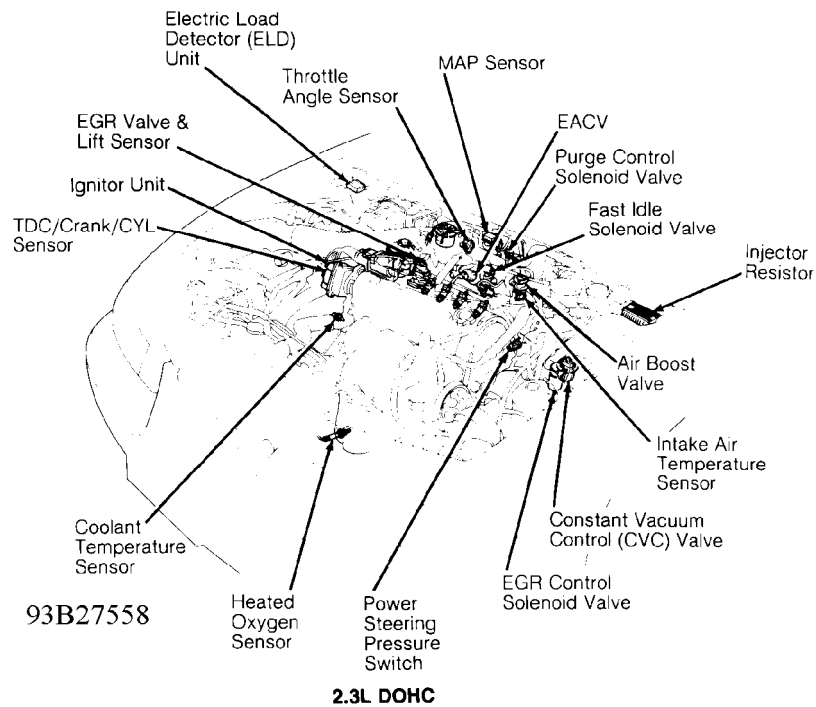 Electric Load
Detector (ELD)
Unit
MAP Sensor
Throttle
Angle Sensor
EGR Valve &
Lift Sensor
EACV
Purge Control
Solenoid Valve
Ignitor Unit
Fast Idle
Solenoid Valve
TDC/Crank/CYL
Sensor
Injector
Resistor
Air Boost
Valve
Intake Air
Temperature
Sensor
Constant Vacuum
Control (CVC) Valve
Coolant
Temperature
Sensor
EGR Control
Solenoid Valve
Heated
Oxygen
Sensor
Power
Steering
Pressure
Switch
93B27558
2.3L DOHC